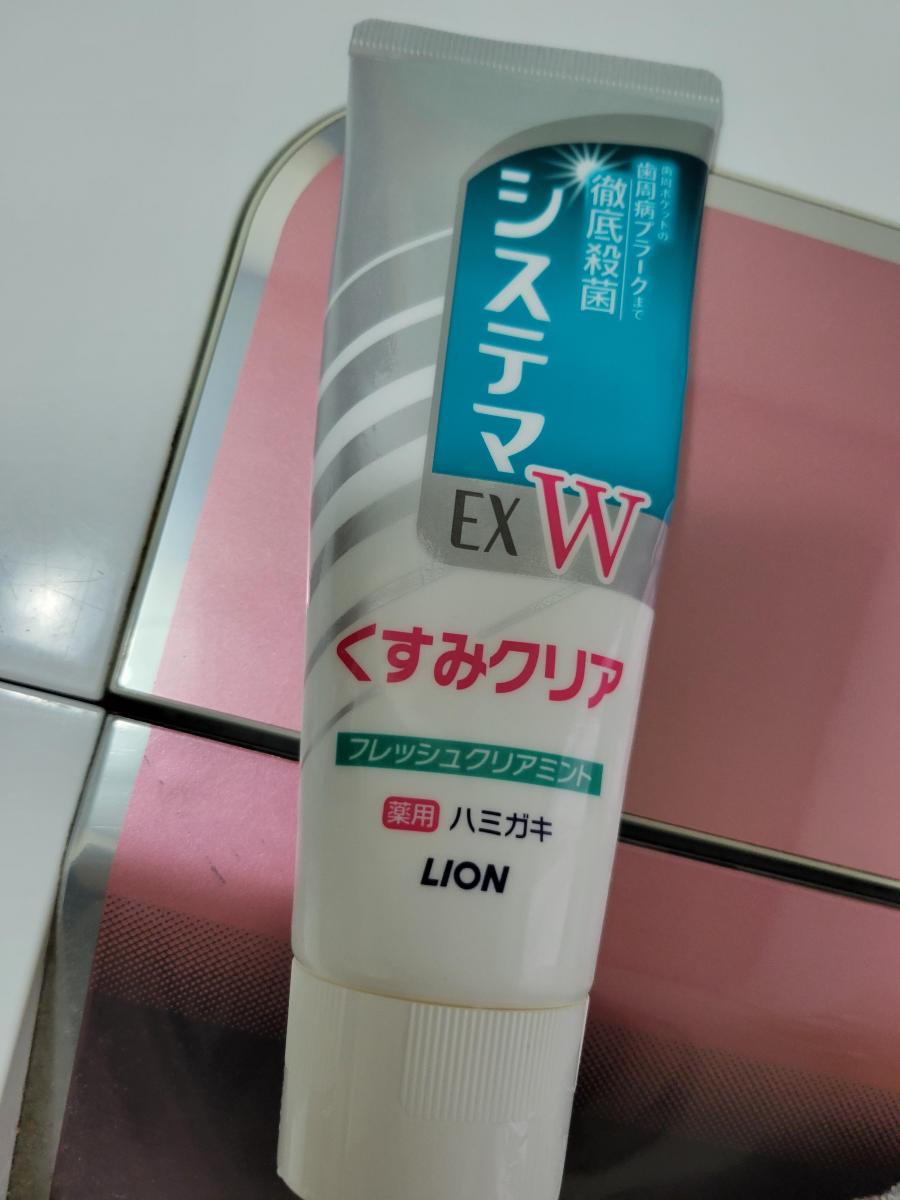 歯周ポケットの
歯周病プラークまで
徹底殺菌
システマ
EX W
くすみクリア
フレッシュクリアミント
薬用 ハミガキ
LION